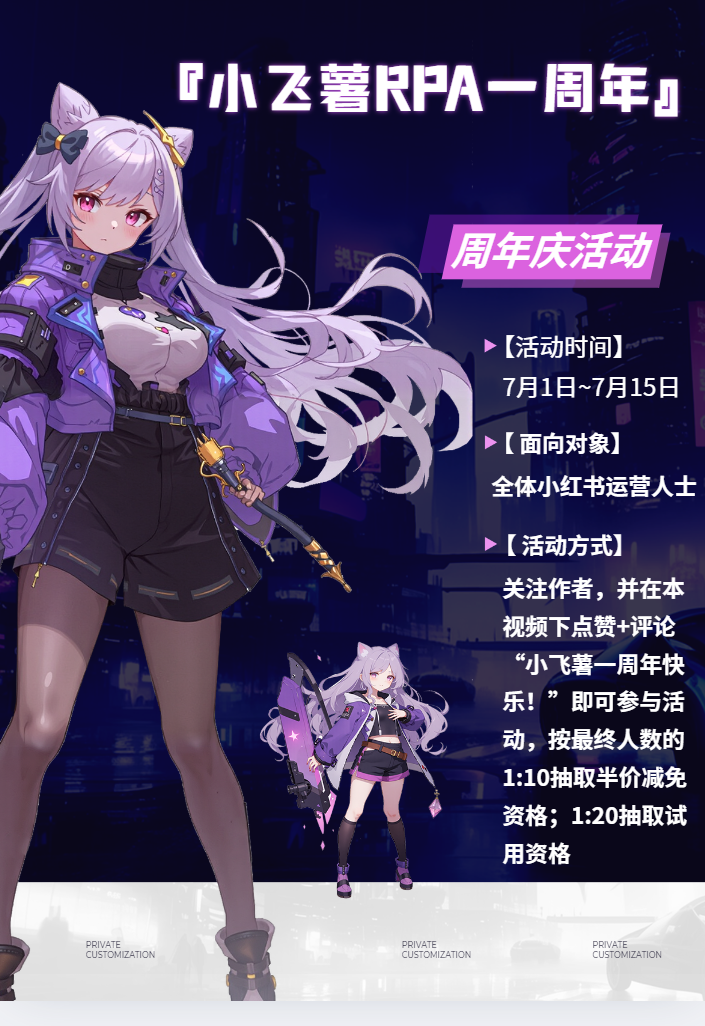 『小飞薯RPA一周年』
周年庆活动
【活动时间】
7月1日~7月15日
【 面向对象】
全体小红书运营人士
【 活动方式】
关注作者，并在本
视频下点赞+评论
“小飞薯一周年快
乐！”即可参与活
动，按最终人数的
1:10抽取半价减免
资格；1:20抽取试
用资格
PRIVATE
CUSTOMIZATION
PRIVATE
CUSTOMIZATION
PRIVATE
CUSTOMIZATION